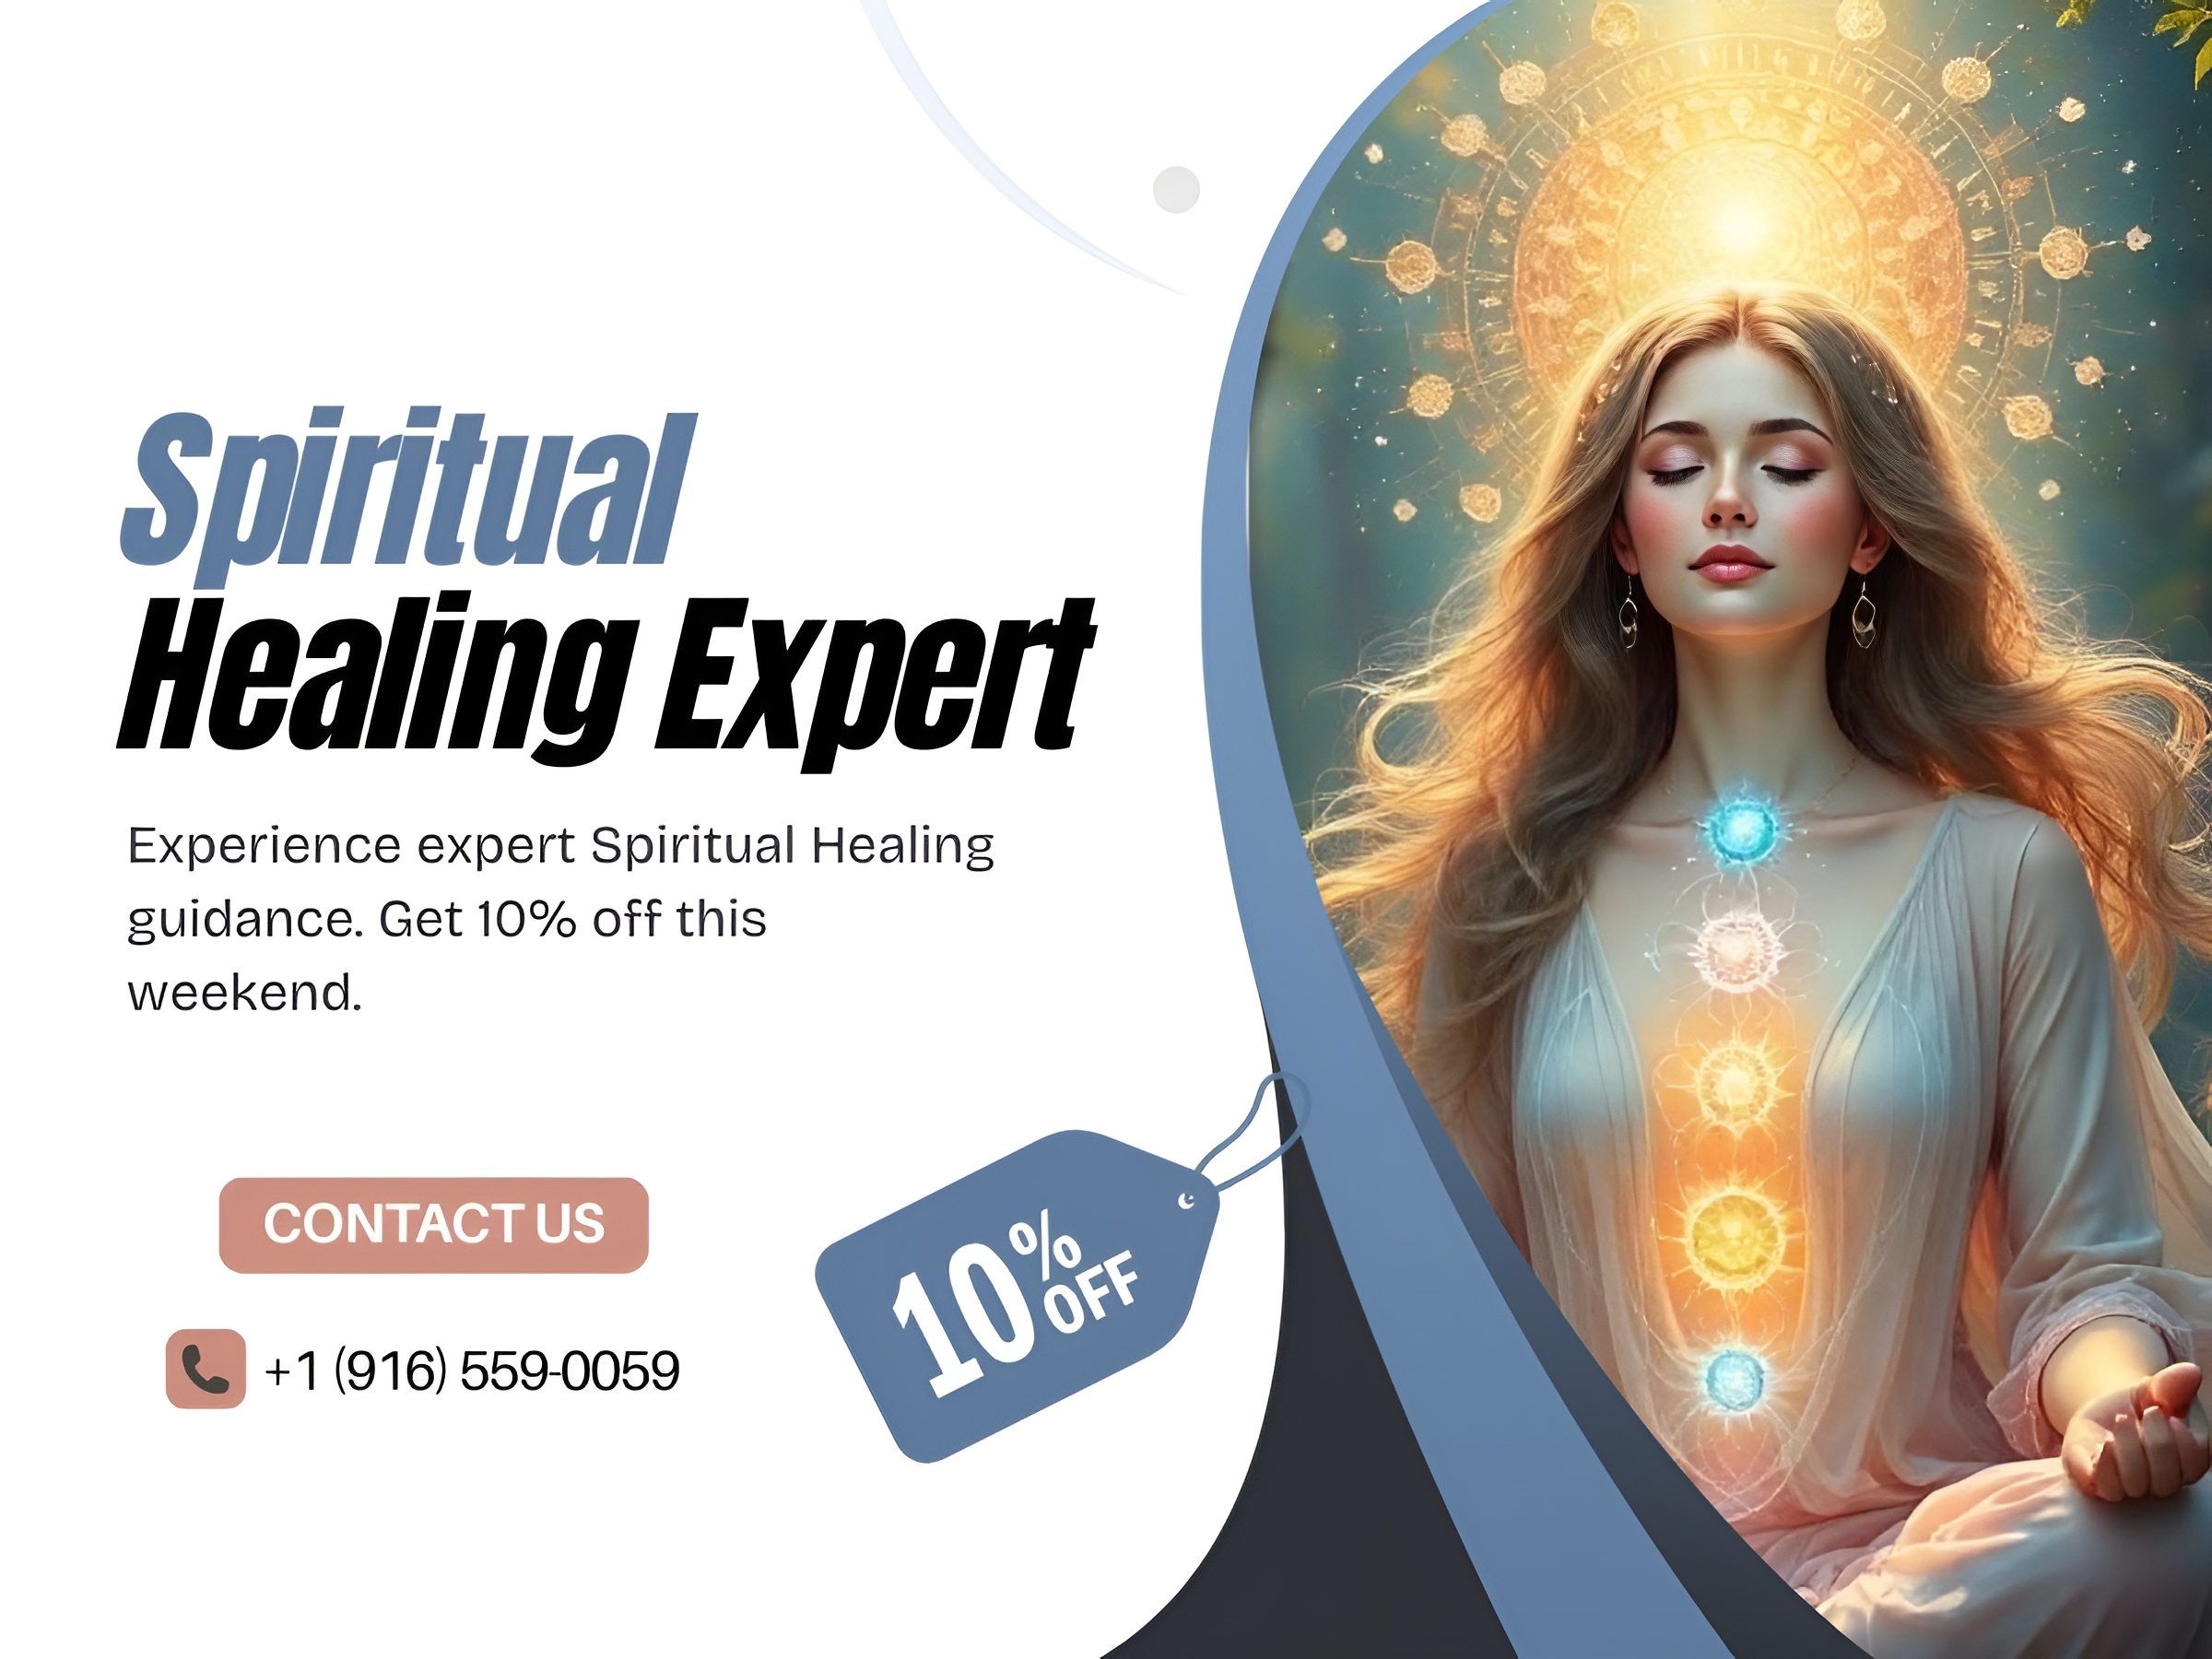 Spiritual
Healing Expert
Experience expert Spiritual Healing
guidance. Get 10% off this
weekend.
CONTACT US
+1 (916) 559-0059
10%
OFF